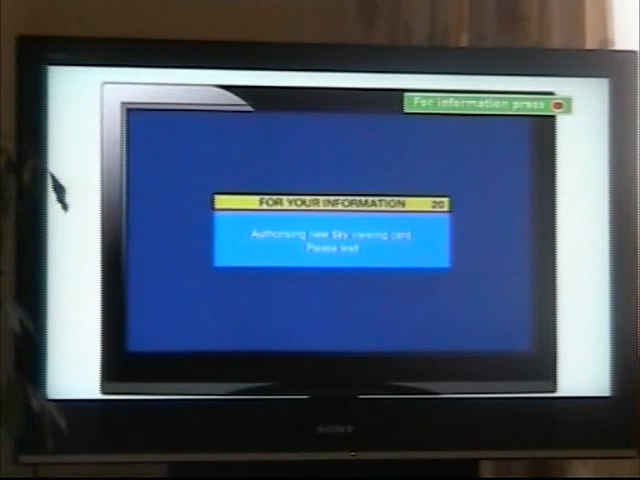 For information press
FOR YOUR INFORMATION 20
Authorising new Sky viewing card
Please wait
SONY